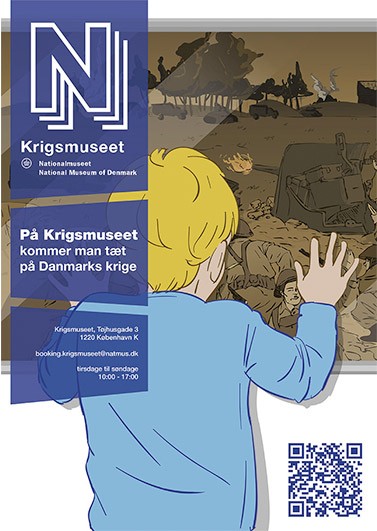 N
Krigsmuseet
Nationalmuseet
National Museum of Denmark
På Krigsmuseet
kommer man tæt
på Danmarks krige
Krigsmuseet, Tøjhusgade 3
1220 København K
booking.krigsmuseet@natmus.dk
tirsdage til søndage
10:00 - 17:00